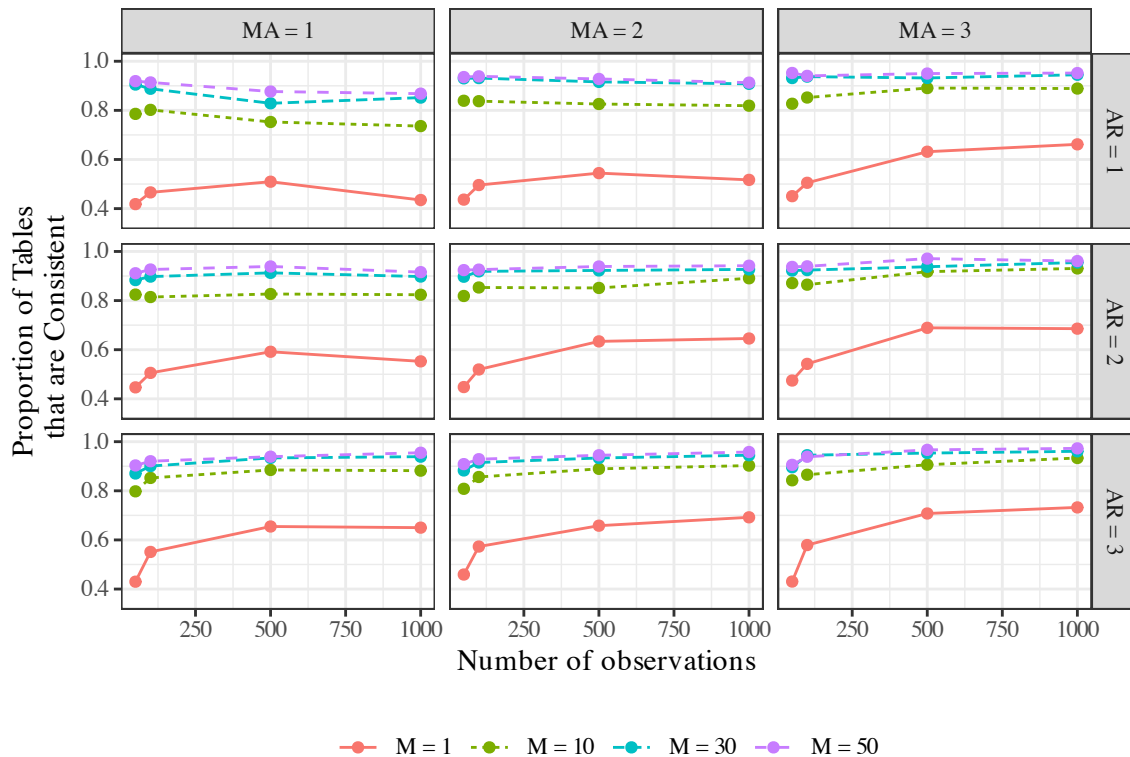 MA = 1 MA = 2 MA = 3
1.0
0.8
0.6
0.4
AR = 1
1.0
0.8
0.6
0.4
AR = 2
1.0
0.8
0.6
0.4
AR = 3
Proportion of Tables
that are Consistent
250 500 750 1000 250 500 750 1000 250 500 750 1000
Number of observations
M = 1 M = 10 M = 30 M = 50